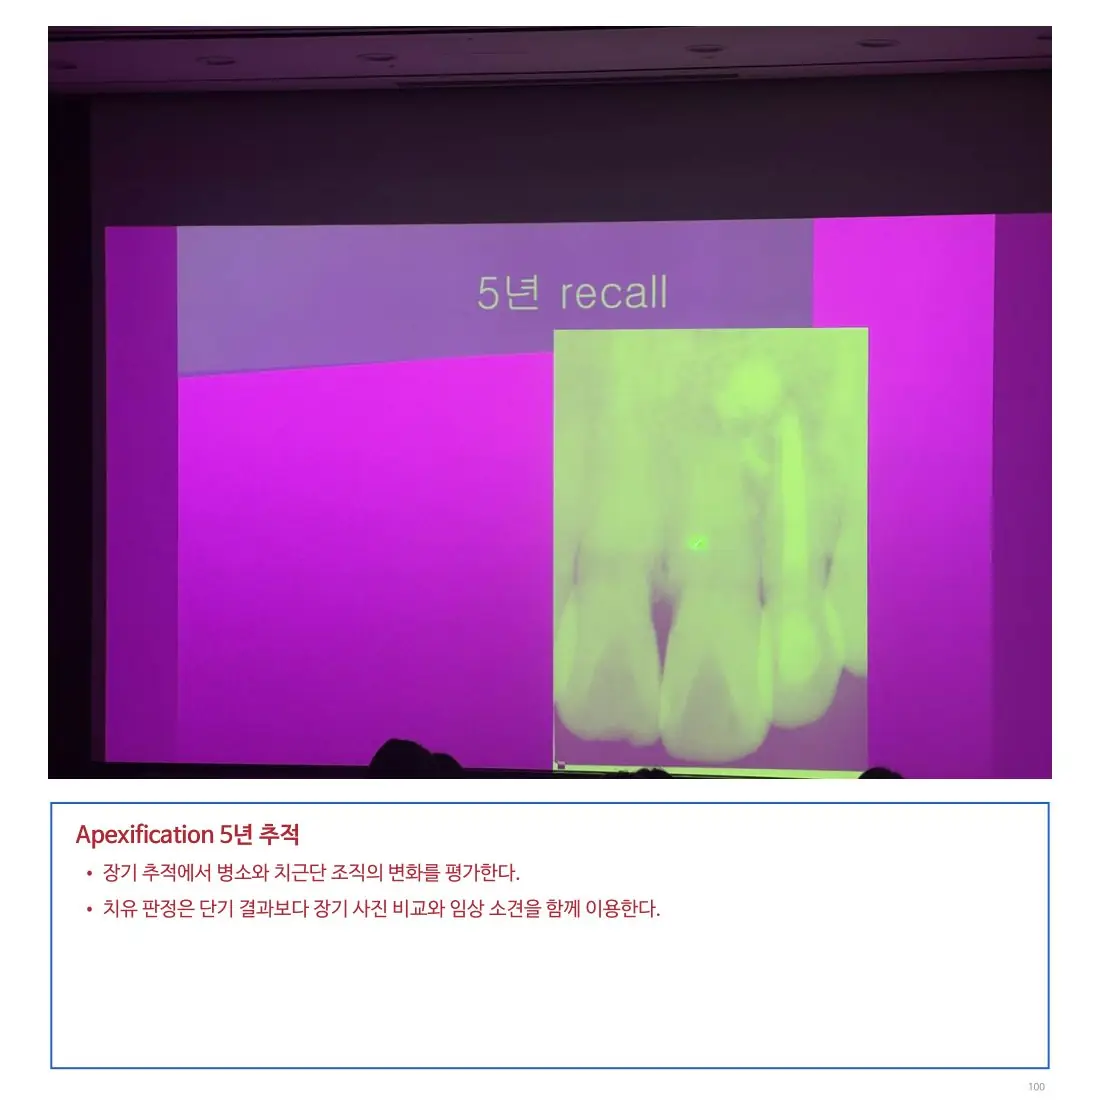 5년 recall
Apexification 5년 추적
• 장기 추적에서 병소와 치근단 조직의 변화를 평가한다.
• 치유 판정은 단기 결과보다 장기 사진 비교와 임상 소견을 함께 이용한다.
100